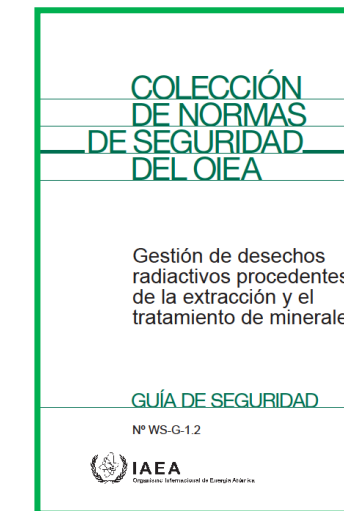 COLECCIÓN
DE NORMAS
DE SEGURIDAD
DEL OIEA
Gestión de desechos
radiactivos procedentes
de la extracción y el
tratamiento de minerale
GUÍA DE SEGURIDAD
Nº WS-G-1.2
IAEA
Organismo Internacional de Energía Atómica